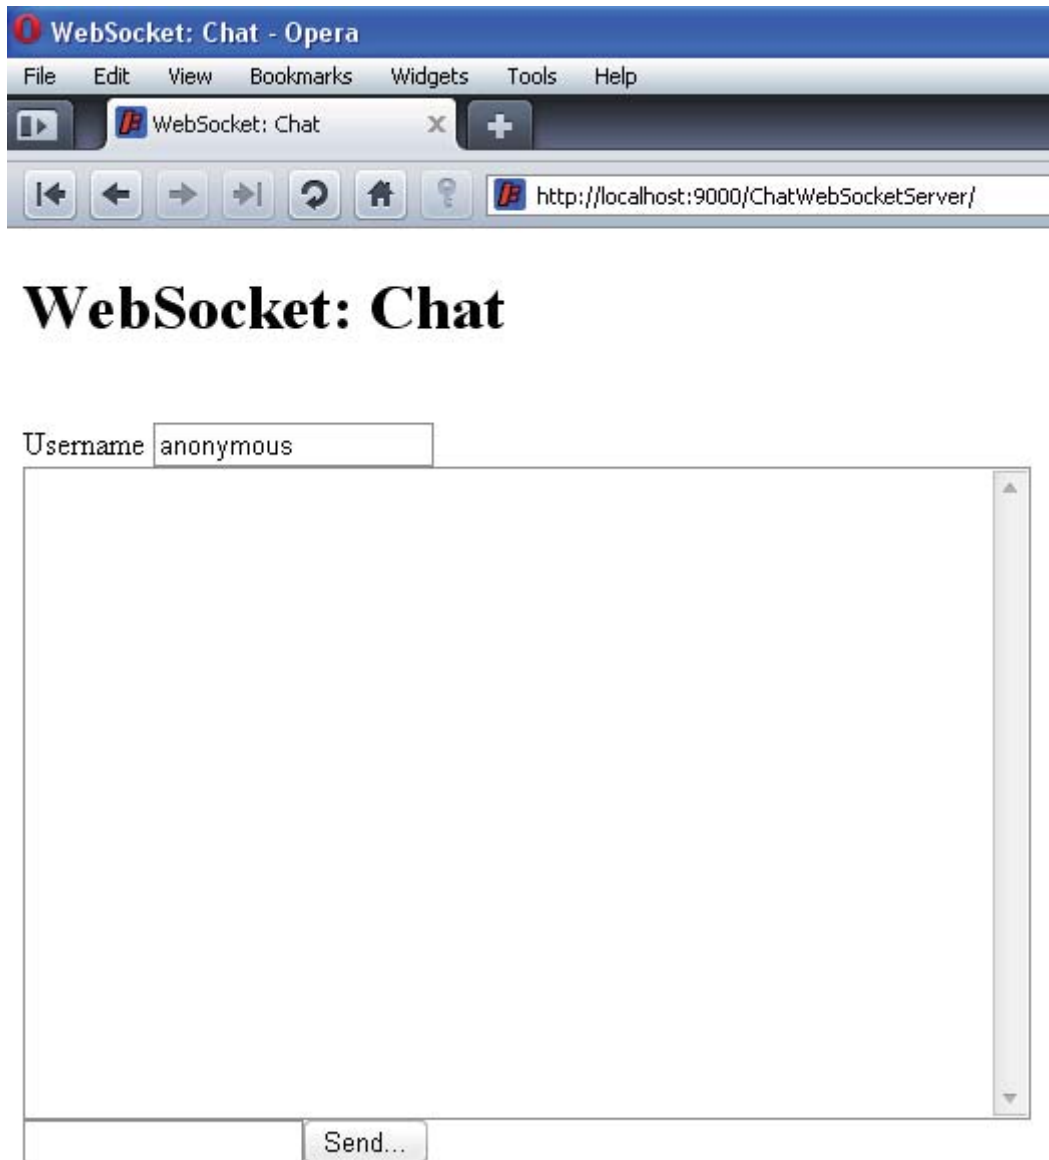 WebSocket: Chat - Opera
File Edit View Bookmarks Widgets Tools Help
WebSocket: Chat
http://localhost:9000/ChatWebSocketServer/
WebSocket: Chat
Username anonymous
Send...